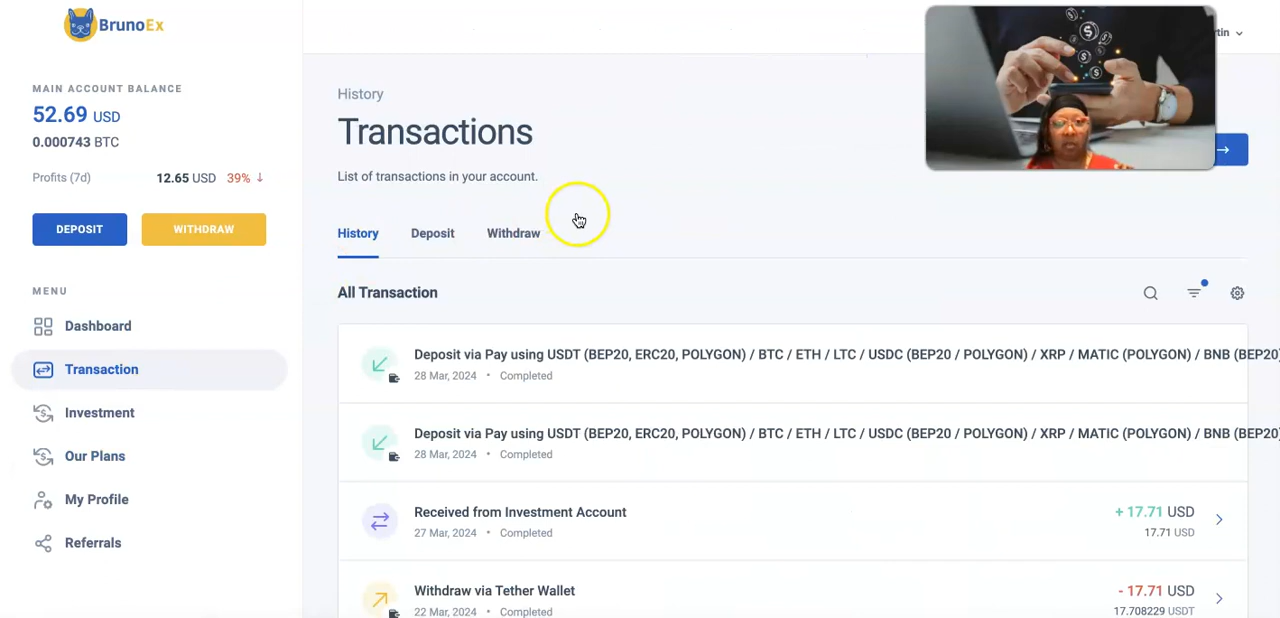 BrunoEx
tin
MAIN ACCOUNT BALANCE
52.69 USD
0.000743 BTC
Profits (7d) 12.65 USD 39% ↓
DEPOSIT
WITHDRAW
MENU
Dashboard
Transaction
Investment
Our Plans
My Profile
Referrals
History
Transactions
List of transactions in your account.
History Deposit Withdraw
All Transaction
Deposit via Pay using USDT (BEP20, ERC20, POLYGON) / BTC / ETH / LTC / USDC (BEP20 / POLYGON) / XRP / MATIC (POLYGON) / BNB (BEP20)
28 Mar, 2024 • Completed
Deposit via Pay using USDT (BEP20, ERC20, POLYGON) / BTC / ETH / LTC / USDC (BEP20 / POLYGON) / XRP / MATIC (POLYGON) / BNB (BEP20)
28 Mar, 2024 • Completed
Received from Investment Account + 17.71 USD
27 Mar, 2024 • Completed 17.71 USD
Withdraw via Tether Wallet - 17.71 USD
22 Mar, 2024 • Completed 17.708229 USDT